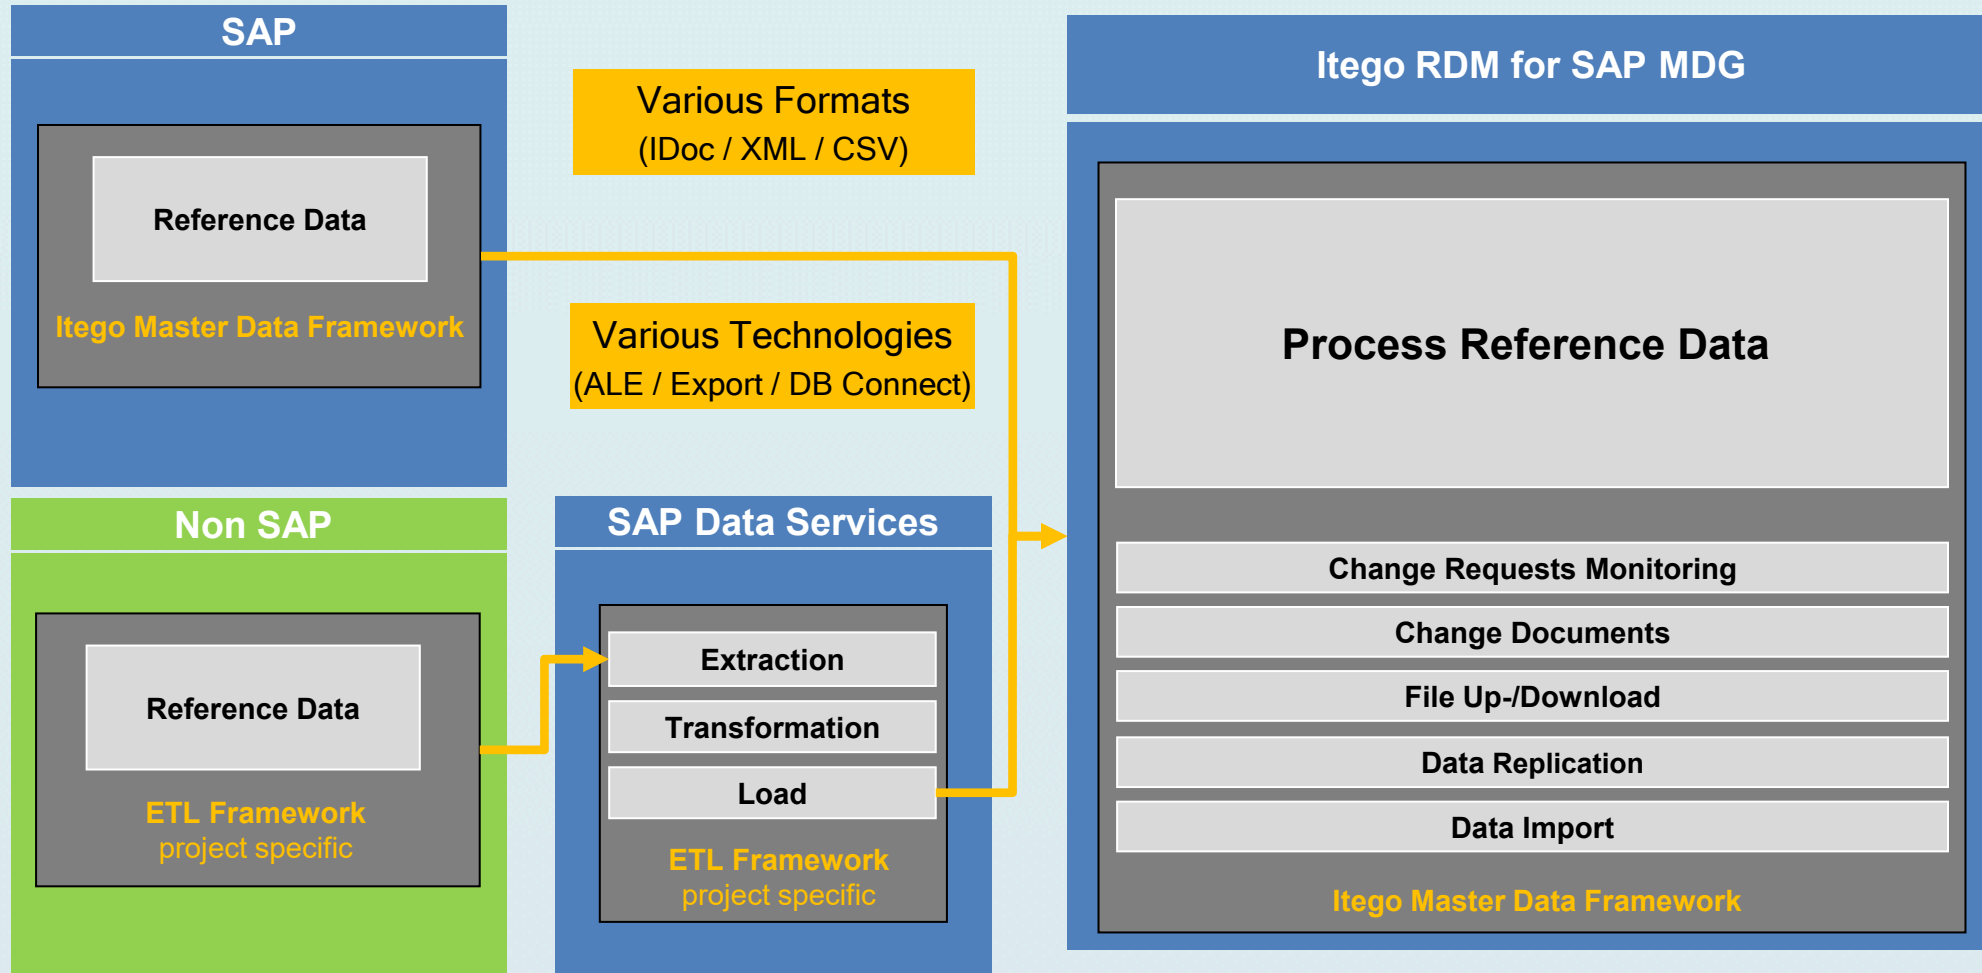 SAP
Reference Data
Itego Master Data Framework
Various Formats
(IDoc / XML / CSV)
Various Technologies
(ALE / Export / DB Connect)
Non SAP
Reference Data
ETL Framework
project specific
SAP Data Services
Extraction
Transformation
Load
ETL Framework
project specific
Itego RDM for SAP MDG
Process Reference Data
Change Requests Monitoring
Change Documents
File Up-/Download
Data Replication
Data Import
Itego Master Data Framework